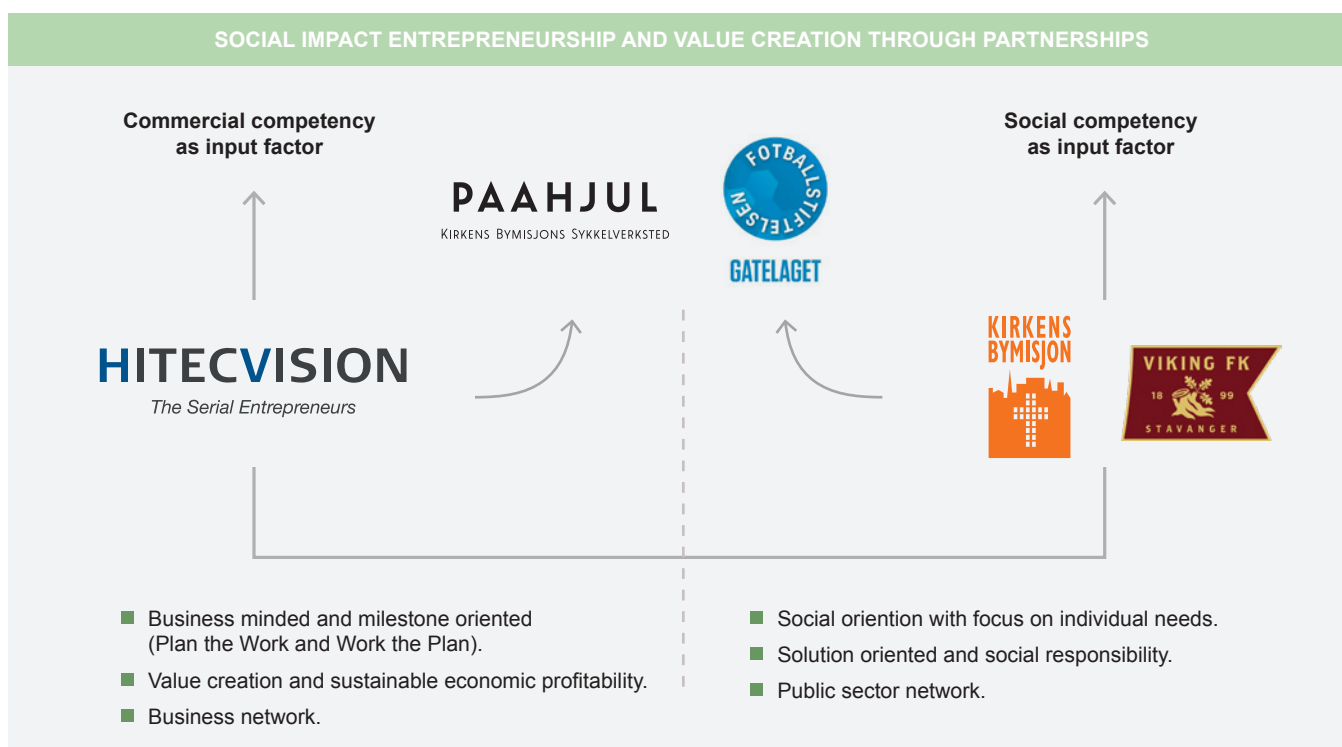 SOCIAL IMPACT ENTREPRENEURSHIP AND VALUE CREATION THROUGH PARTNERSHIPS
Commercial competency
as input factor
Social competency
as input factor
PAAHJUL
KIRKENS BYMISJONS SYKKELVERKSTED
FOTBALLSTIFTELSEN
GATELAGET
HITECVISION
The Serial Entrepreneurs
KIRKENS
BYMISJON
VIKING FK
18 99
STAVANGER
Business minded and milestone oriented
(Plan the Work and Work the Plan).
Value creation and sustainable economic profitability.
Business network.
Social oriention with focus on individual needs.
Solution oriented and social responsibility.
Public sector network.